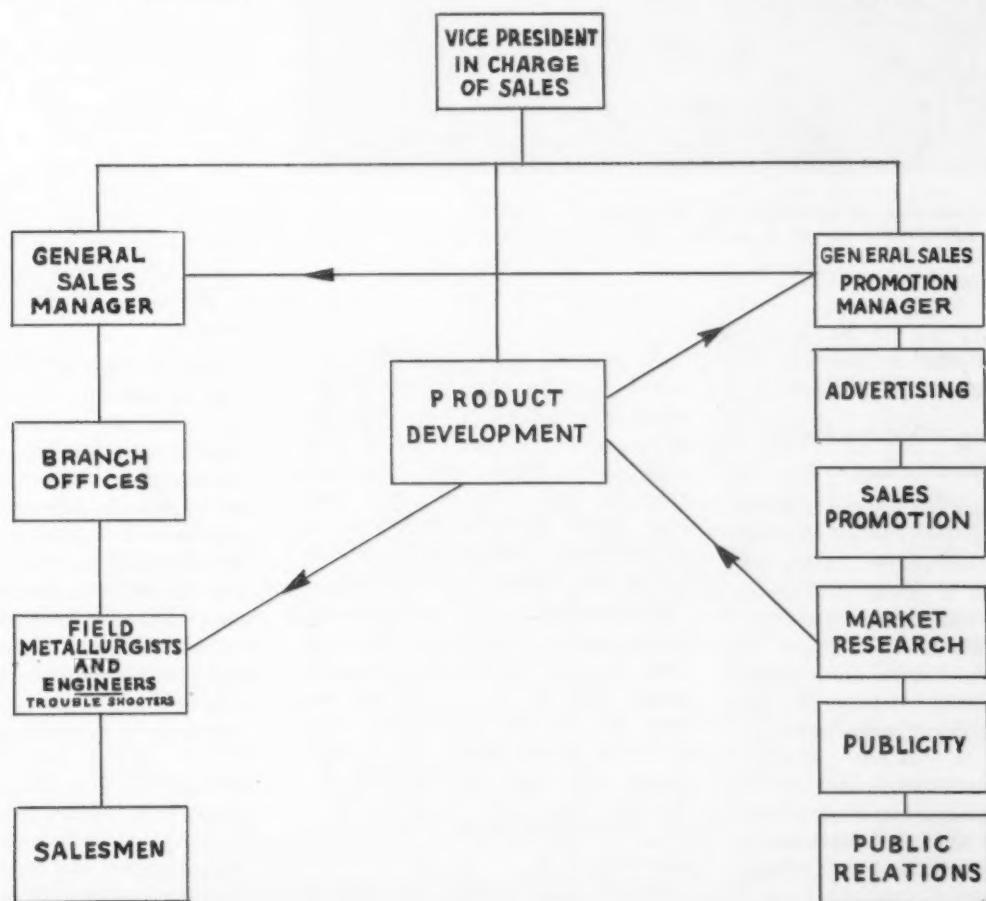 VICE PRESIDENT
IN CHARGE
OF SALES
GENERAL
SALES
MANAGER
GENERAL SALES
PROMOTION
MANAGER
PRODUCT
DEVELOPMENT
ADVERTISING
BRANCH
OFFICES
SALES
PROMOTION
FIELD
METALLURGISTS
AND
ENGINEERS
TROUBLE SHOOTERS
MARKET
RESEARCH
PUBLICITY
SALESMEN
PUBLIC
RELATIONS